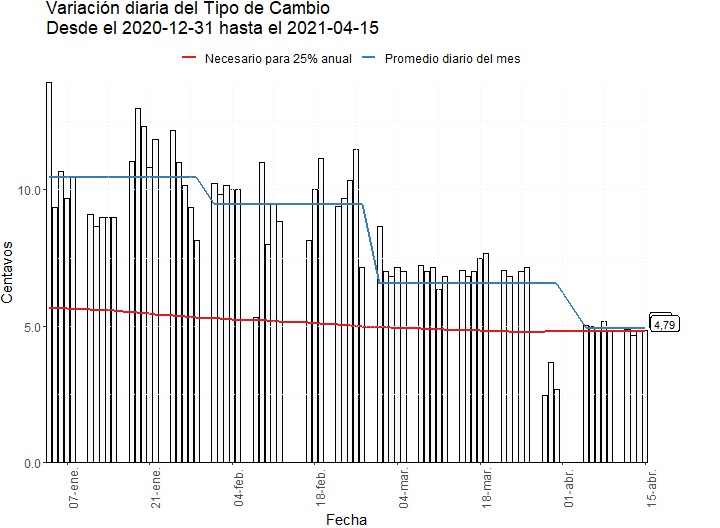 Variación diaria del Tipo de Cambio
Desde el 2020-12-31 hasta el 2021-04-15
Necesario para 25% anual
Promedio diario del mes
Centavos
10.0
5.0
0.0
4,79
07-ene.
21-ene.
04-feb.
18-feb.
04-mar.
18-mar.
01-abr.
15-abr.
Fecha